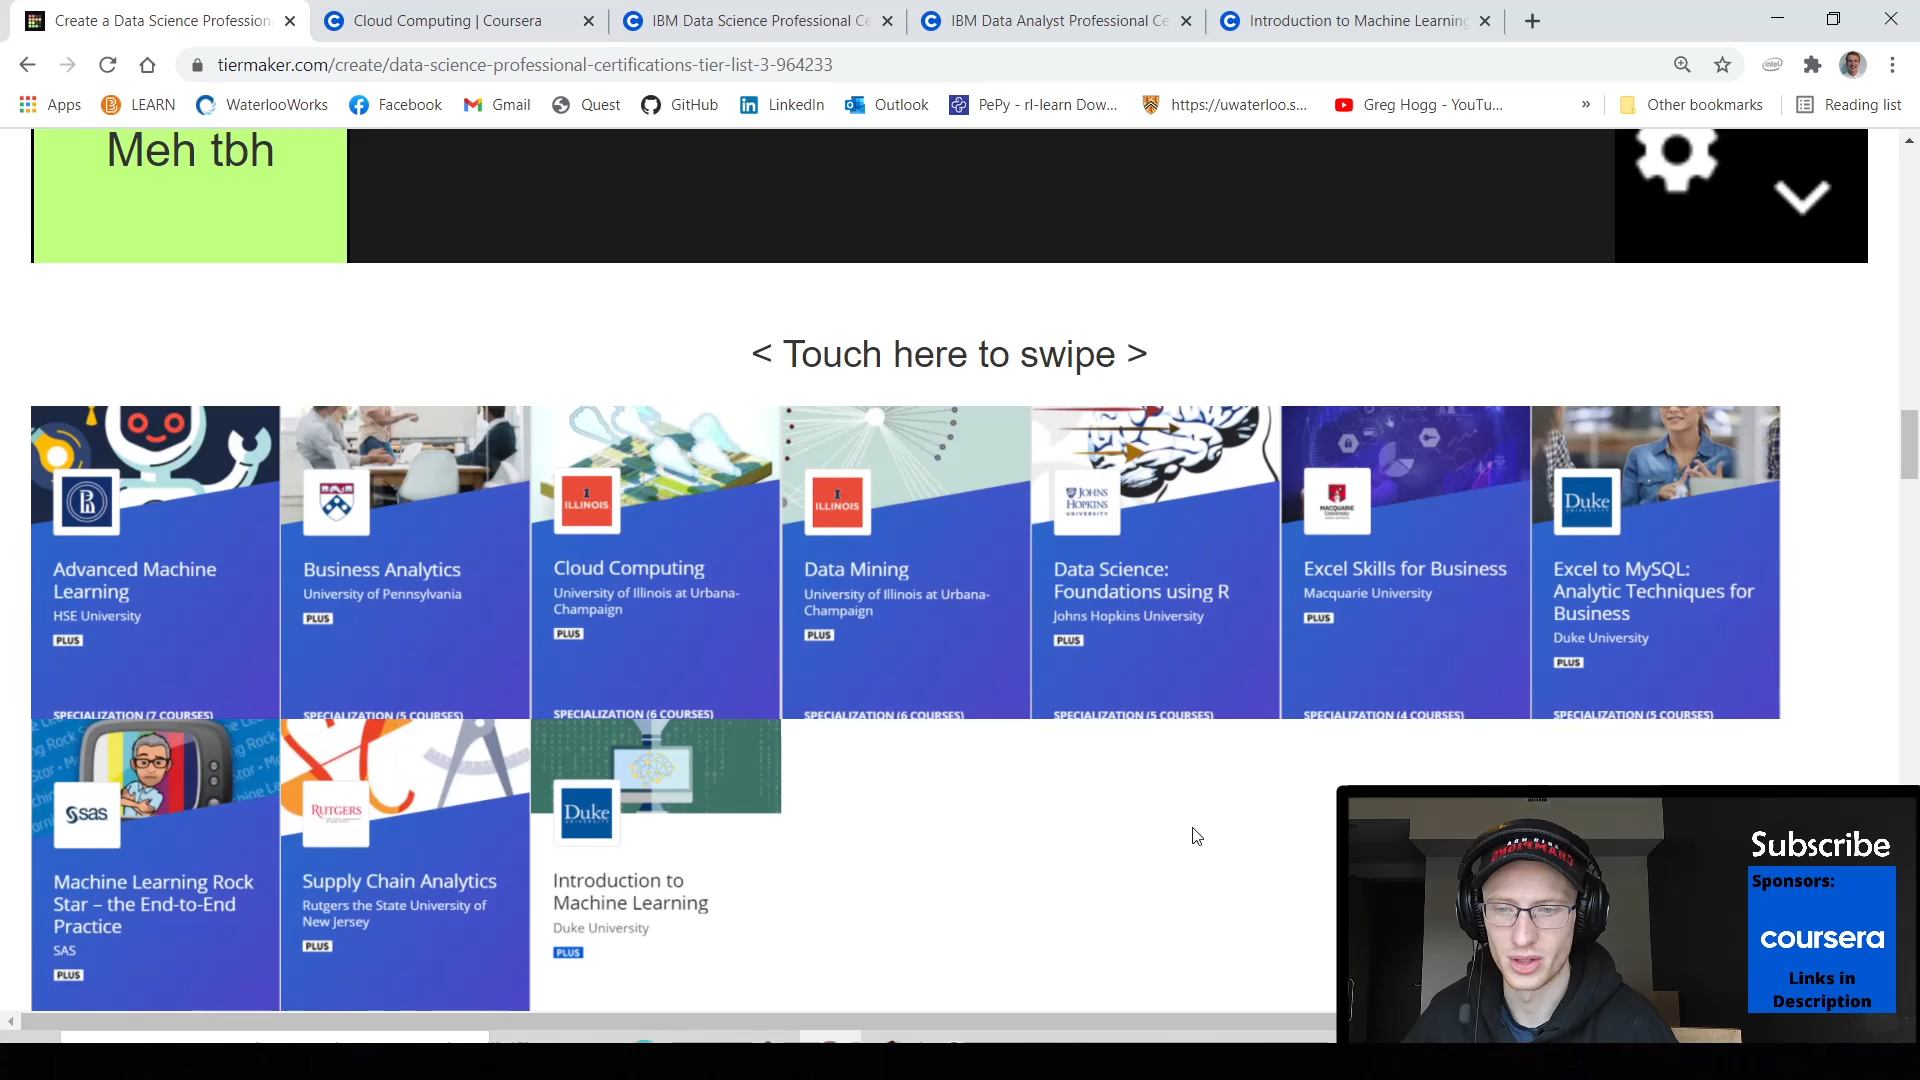 Create a Data Science Profession
Cloud Computing | Coursera
IBM Data Science Professional Ce
IBM Data Analyst Professional Ce
Introduction to Machine Learning
tiermaker.com/create/data-science-professional-certifications-tier-list-3-964233
intel
Apps
LEARN
WaterlooWorks
Facebook
Gmail
Quest
GitHub
LinkedIn
Outlook
PePy - rl-learn Dow...
https://uwaterloo.s...
Greg Hogg - YouTu...
»
Other bookmarks
Reading list
Meh tbh
< Touch here to swipe >
Advanced Machine
Learning
HSE University
PLUS
SPECIALIZATION (7 COURSES)
Business Analytics
University of Pennsylvania
PLUS
SPECIALIZATION (5 COURSES)
ILLINOIS
Cloud Computing
University of Illinois at Urbana-
Champaign
PLUS
SPECIALIZATION (6 COURSES)
ILLINOIS
Data Mining
University of Illinois at Urbana-
Champaign
PLUS
SPECIALIZATION (6 COURSES)
JOHNS
HOPKINS
UNIVERSITY
Data Science:
Foundations using R
Johns Hopkins University
PLUS
SPECIALIZATION (5 COURSES)
MACQUARIE
University
Excel Skills for Business
Macquarie University
PLUS
SPECIALIZATION (4 COURSES)
Duke
UNIVERSITY
Excel to MySQL:
Analytic Techniques for
Business
Duke University
PLUS
SPECIALIZATION (5 COURSES)
sas
Machine Learning Rock
Star – the End-to-End
Practice
SAS
PLUS
RUTGERS
Supply Chain Analytics
Rutgers the State University of
New Jersey
PLUS
Duke
UNIVERSITY
Introduction to
Machine Learning
Duke University
PLUS
CHAMPIONS
Subscribe
Sponsors:
coursera
Links in
Description